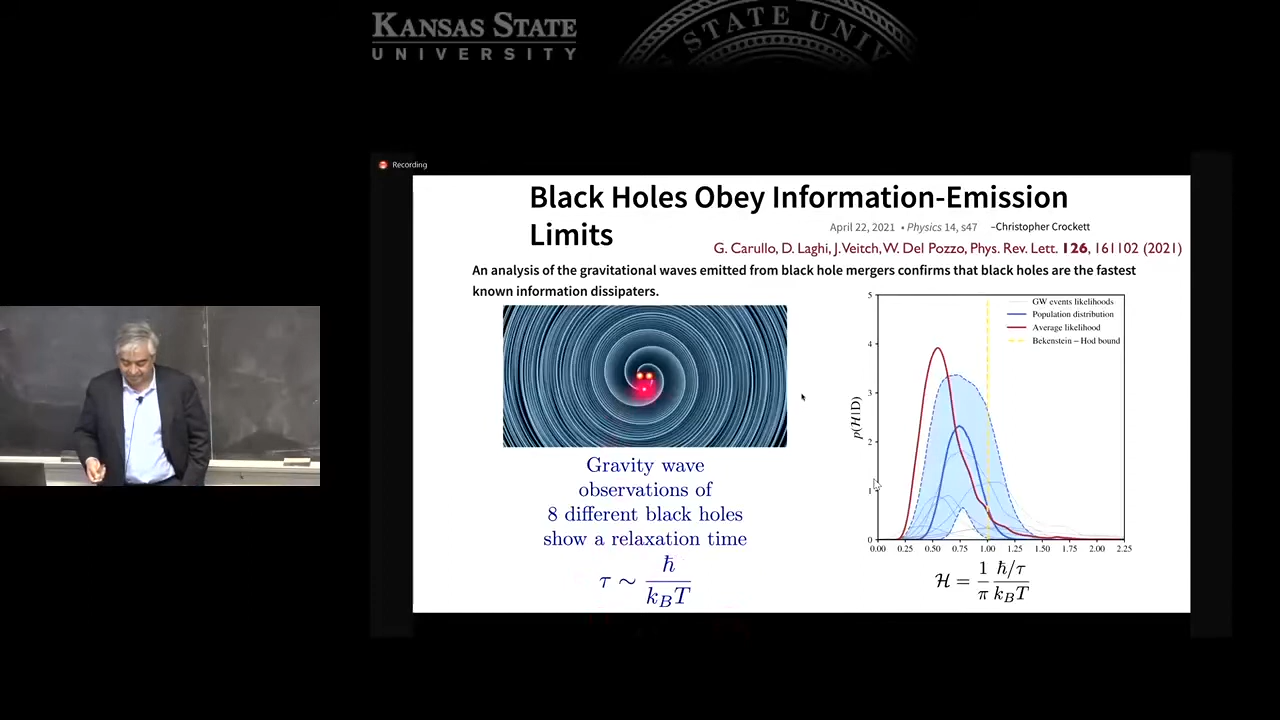 KANSAS STATE
UNIVERSITY
STATE UNIV
Recording
Black Holes Obey Information-Emission
Limits
April 22, 2021 • Physics 14, s47 –Christopher Crockett
G. Carullo, D. Laghi, J. Veitch, W. Del Pozzo, Phys. Rev. Lett. 126, 161102 (2021)
An analysis of the gravitational waves emitted from black hole mergers confirms that black holes are the fastest
known information dissipaters.
Gravity wave
observations of
8 different black holes
show a relaxation time
τ ∼ ħ / k_B T
5
4
3
2
1
0
p(ℋ|D)
GW events likelihoods
Population distribution
Average likelihood
Bekenstein – Hod bound
0.00 0.25 0.50 0.75 1.00 1.25 1.50 1.75 2.00 2.25
ℋ = 1/π ħ/τ / k_B T